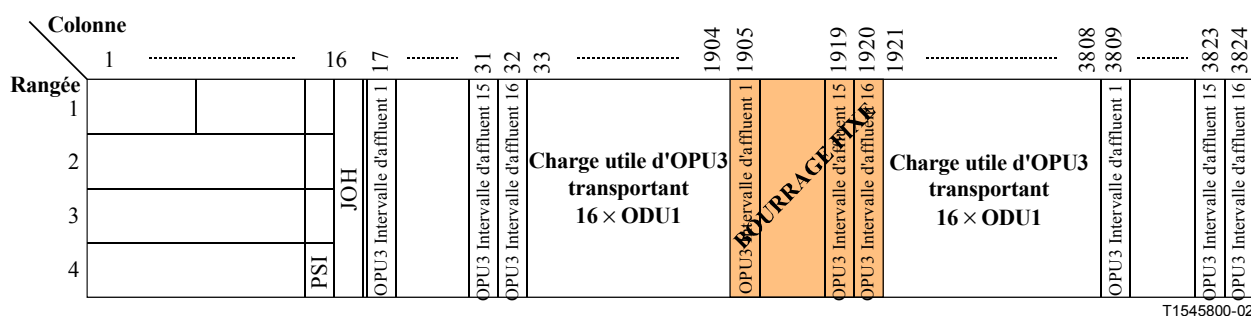 Colonne
1 16 17 31 32 33 1904 1905 1919 1920 1921 3808 3809 3823 3824
Rangée
1
2
3
4
PSI
JOH
OPU3 Intervalle d'affluent 1
OPU3 Intervalle d'affluent 15
OPU3 Intervalle d'affluent 16
Charge utile d'OPU3
transportant
16 × ODU1
OPU3 Intervalle d'affluent 1
BOURRAGE FIXE
OPU3 Intervalle d'affluent 15
OPU3 Intervalle d'affluent 16
Charge utile d'OPU3
transportant
16 × ODU1
OPU3 Intervalle d'affluent 1
OPU3 Intervalle d'affluent 15
OPU3 Intervalle d'affluent 16
T1545800-02